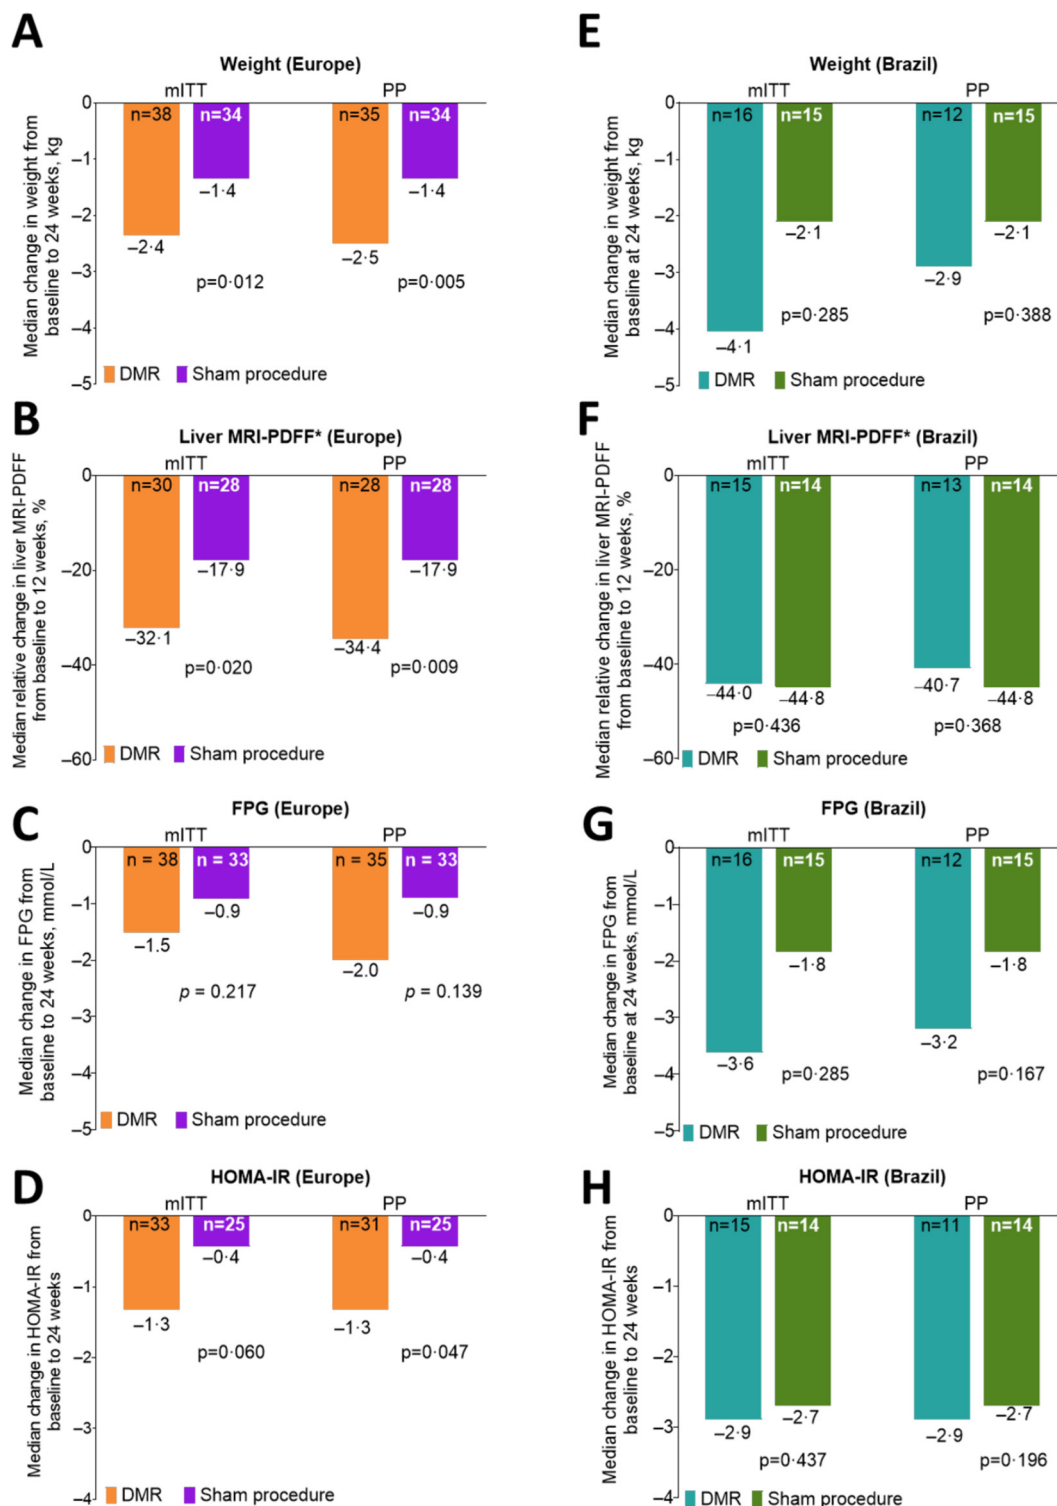 A
Weight (Europe)
mITT PP
Median change in weight from
baseline to 24 weeks, kg
0
–1
–2
–3
–4
–5
n=38 n=34 n=35 n=34
–2·4 –1·4 –2·5 –1·4
p=0·012 p=0·005
DMR Sham procedure
E
Weight (Brazil)
mITT PP
Median change in weight from
baseline at 24 weeks, kg
0
–1
–2
–3
–4
–5
n=16 n=15 n=12 n=15
–4·1 –2·1 –2·9 –2·1
p=0·285 p=0·388
DMR Sham procedure
B
Liver MRI-PDFF* (Europe)
mITT PP
Median relative change in liver MRI-PDFF
from baseline to 12 weeks, %
0
–20
–40
–60
n=30 n=28 n=28 n=28
–32·1 –17·9 –34·4 –17·9
p=0·020 p=0·009
DMR Sham procedure
F
Liver MRI-PDFF* (Brazil)
mITT PP
Median relative change in liver MRI-PDFF
from baseline to 12 weeks, %
0
–20
–40
–60
n=15 n=14 n=13 n=14
–44·0 –44·8 –40·7 –44·8
p=0·436 p=0·368
DMR Sham procedure
C
FPG (Europe)
mITT PP
Median change in FPG from
baseline to 24 weeks, mmol/L
0
–1
–2
–3
–4
–5
n = 38 n = 33 n = 35 n = 33
–1.5 –0.9 –2.0 –0.9
p = 0.217 p = 0.139
DMR Sham procedure
G
FPG (Brazil)
mITT PP
Median change in FPG from
baseline at 24 weeks, mmol/L
0
–1
–2
–3
–4
–5
n=16 n=15 n=12 n=15
–3·6 –1·8 –3·2 –1·8
p=0·285 p=0·167
DMR Sham procedure
D
HOMA-IR (Europe)
mITT PP
Median change in HOMA-IR from
baseline to 24 weeks
0
–1
–2
–3
–4
n=33 n=25 n=31 n=25
–1·3 –0·4 –1·3 –0·4
p=0·060 p=0·047
DMR Sham procedure
H
HOMA-IR (Brazil)
mITT PP
Median change in HOMA-IR from
baseline to 24 weeks
0
–1
–2
–3
–4
n=15 n=14 n=11 n=14
–2·9 –2·7 –2·9 –2·7
p=0·437 p=0·196
DMR Sham procedure